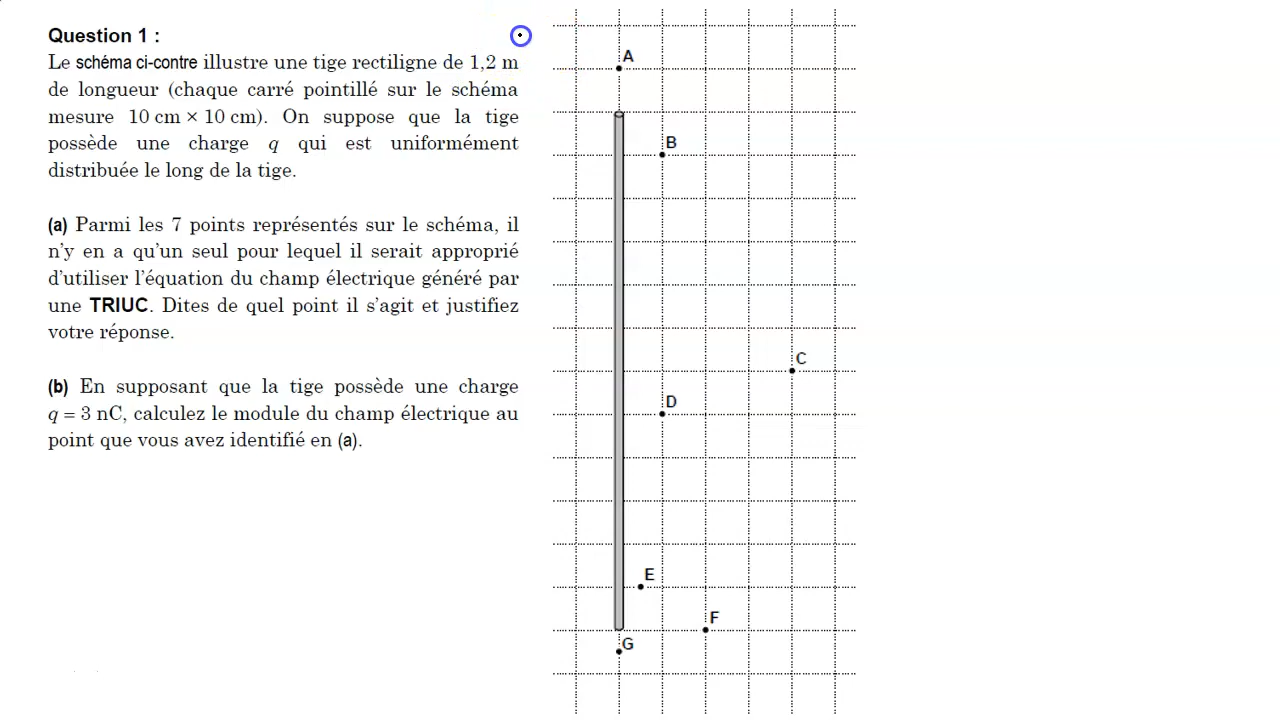 Question 1 :
Le schéma ci-contre illustre une tige rectiligne de 1,2 m
de longueur (chaque carré pointillé sur le schéma
mesure 10 cm × 10 cm). On suppose que la tige
possède une charge q qui est uniformément
distribuée le long de la tige.
(a) Parmi les 7 points représentés sur le schéma, il
n'y en a qu'un seul pour lequel il serait approprié
d'utiliser l'équation du champ électrique généré par
une TRIUC. Dites de quel point il s'agit et justifiez
votre réponse.
(b) En supposant que la tige possède une charge
q = 3 nC, calculez le module du champ électrique au
point que vous avez identifié en (a).
A
B
C
D
E
F
G